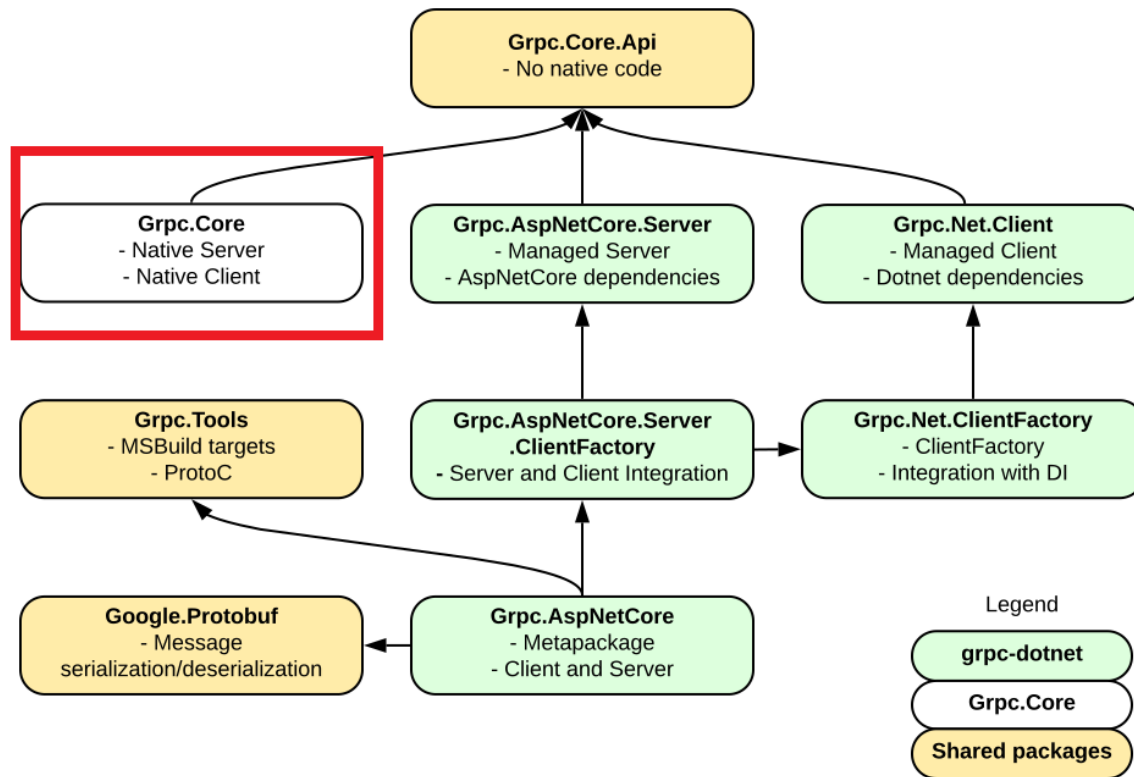 Grpc.Core.Api
- No native code
Grpc.Core
- Native Server
- Native Client
Grpc.AspNetCore.Server
- Managed Server
- AspNetCore dependencies
Grpc.Net.Client
- Managed Client
- Dotnet dependencies
Grpc.Tools
- MSBuild targets
- ProtoC
Grpc.AspNetCore.Server
.ClientFactory
- Server and Client Integration
Grpc.Net.ClientFactory
- ClientFactory
- Integration with DI
Google.Protobuf
- Message
serialization/deserialization
Grpc.AspNetCore
- Metapackage
- Client and Server
Legend
grpc-dotnet
Grpc.Core
Shared packages